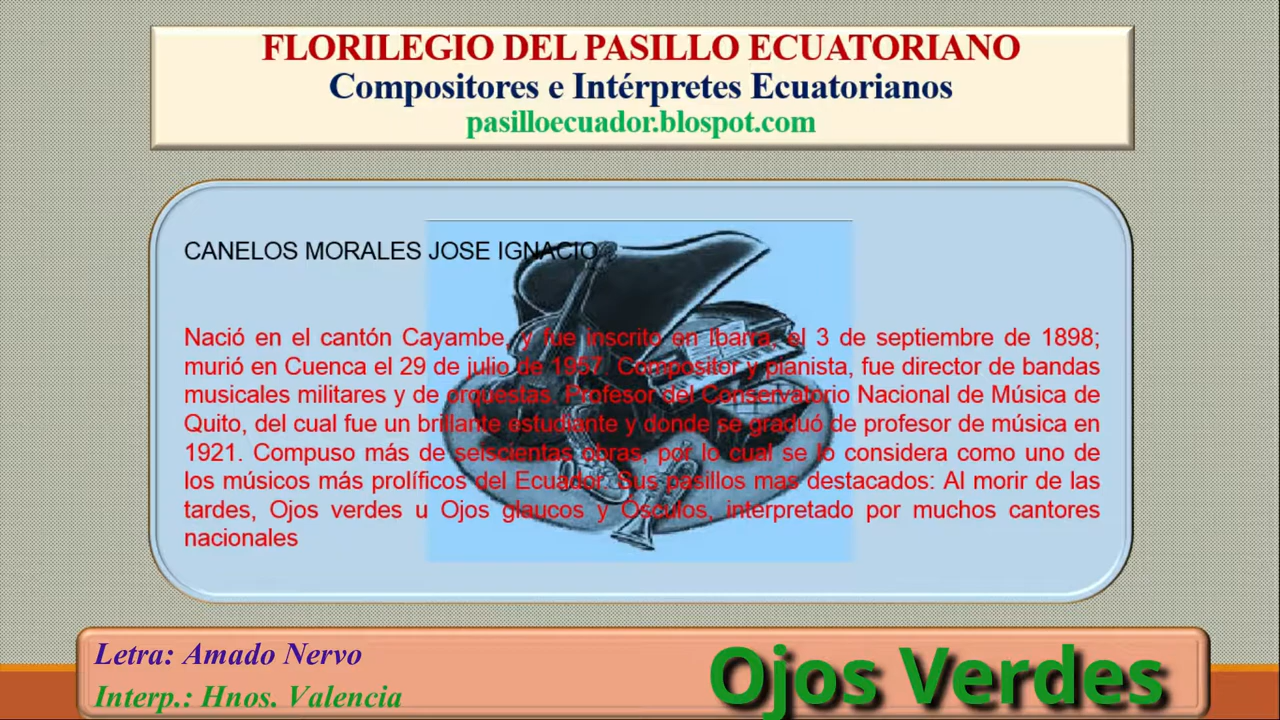 FLORILEGIO DEL PASILLO ECUATORIANO
Compositores e Intérpretes Ecuatorianos
pasilloecuador.blospot.com
CANELOS MORALES JOSE IGNACIO
Nació en el cantón Cayambe, y fue inscrito en Ibarra, el 3 de septiembre de 1898;
murió en Cuenca el 29 de julio de 1957. Compositor y pianista, fue director de bandas
musicales militares y de orquestas. Profesor del Conservatorio Nacional de Música de
Quito, del cual fue un brillante estudiante y donde se graduó de profesor de música en
1921. Compuso más de seiscientas obras, por lo cual se lo considera como uno de
los músicos más prolíficos del Ecuador. Sus pasillos mas destacados: Al morir de las
tardes, Ojos verdes u Ojos glaucos y Ósculos, interpretado por muchos cantores
nacionales
Letra: Amado Nervo
Interp.: Hnos. Valencia
Ojos Verdes